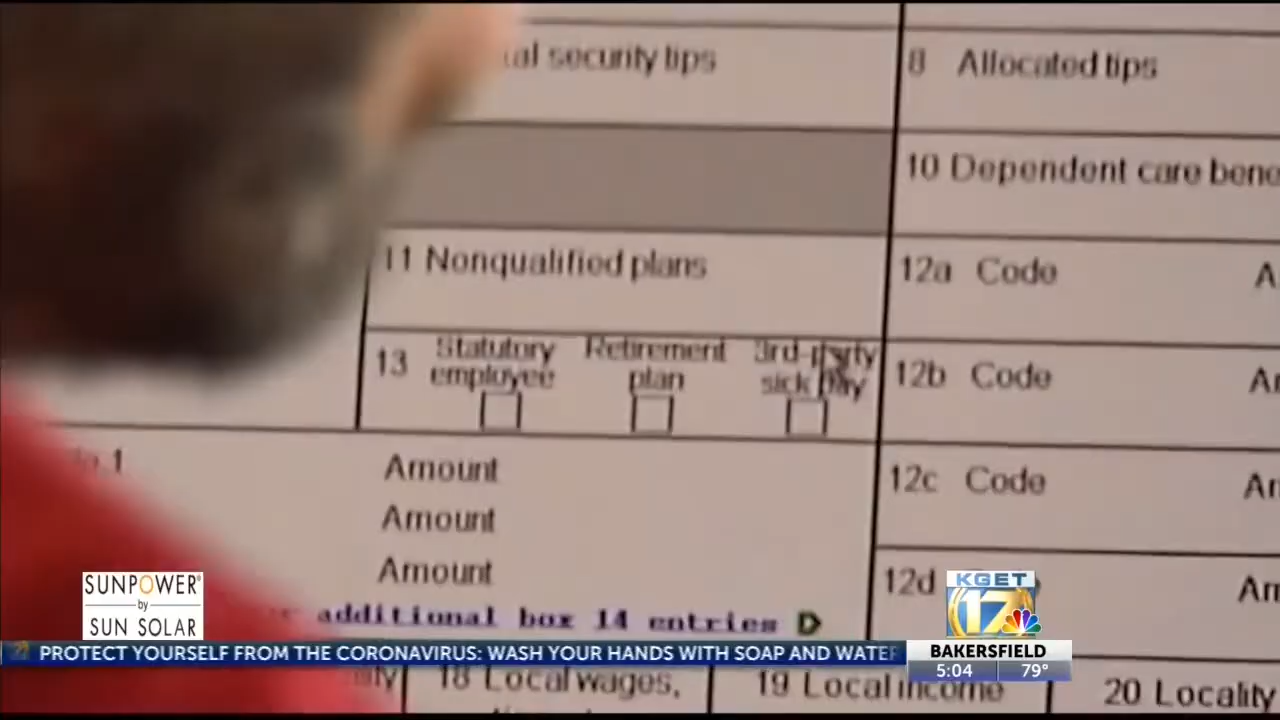 al security tips
8 Allocated tips
10 Dependent care bene
11 Nonqualified plans
12a Code A
13 Statutory employee
Retirement plan
3rd-party sick pay
12b Code Ar
1 Amount
12c Code Ar
Amount
Amount
12d Am
additional box 14 entries
SUNPOWER®
by
SUN SOLAR
KGET
17
PROTECT YOURSELF FROM THE CORONAVIRUS: WASH YOUR HANDS WITH SOAP AND WATER
BAKERSFIELD
5:04 79°
18 Local wages,
19 Local income
20 Locality